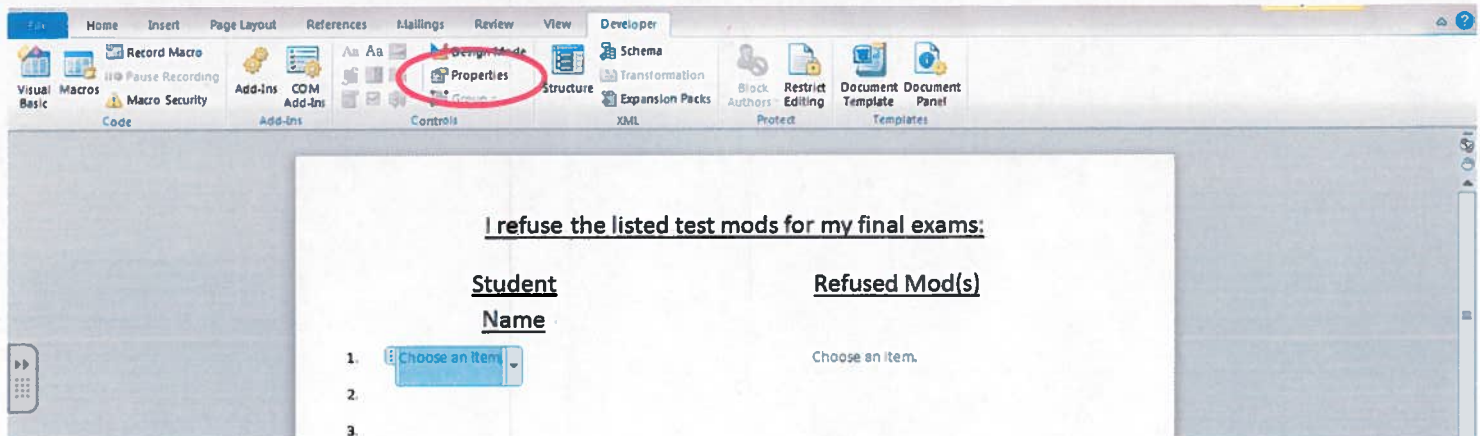 File Home Insert Page Layout References Mailings Review View Developer
Visual Basic
Macros
Record Macro
Pause Recording
Macro Security
Code
Add-Ins
COM Add-Ins
Add-Ins
Aa Aa
Design Mode
Properties
Group
Controls
Structure
Schema
Transformation
Expansion Packs
XML
Block Authors
Restrict Editing
Protect
Document Template
Document Panel
Templates
I refuse the listed test mods for my final exams:
Student Refused Mod(s)
Name
1. Choose an item. Choose an item.
2.
3.